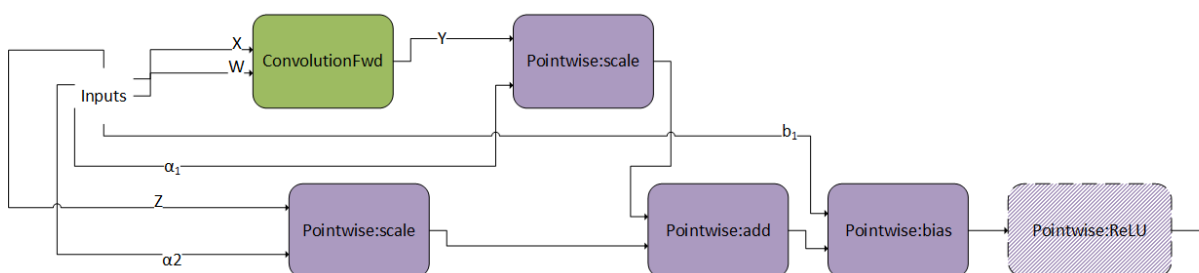 X
ConvolutionFwd
Y
Pointwise:scale
W
Inputs
b₁
α₁
Z
Pointwise:scale
Pointwise:add
Pointwise:bias
Pointwise:ReLU
α2